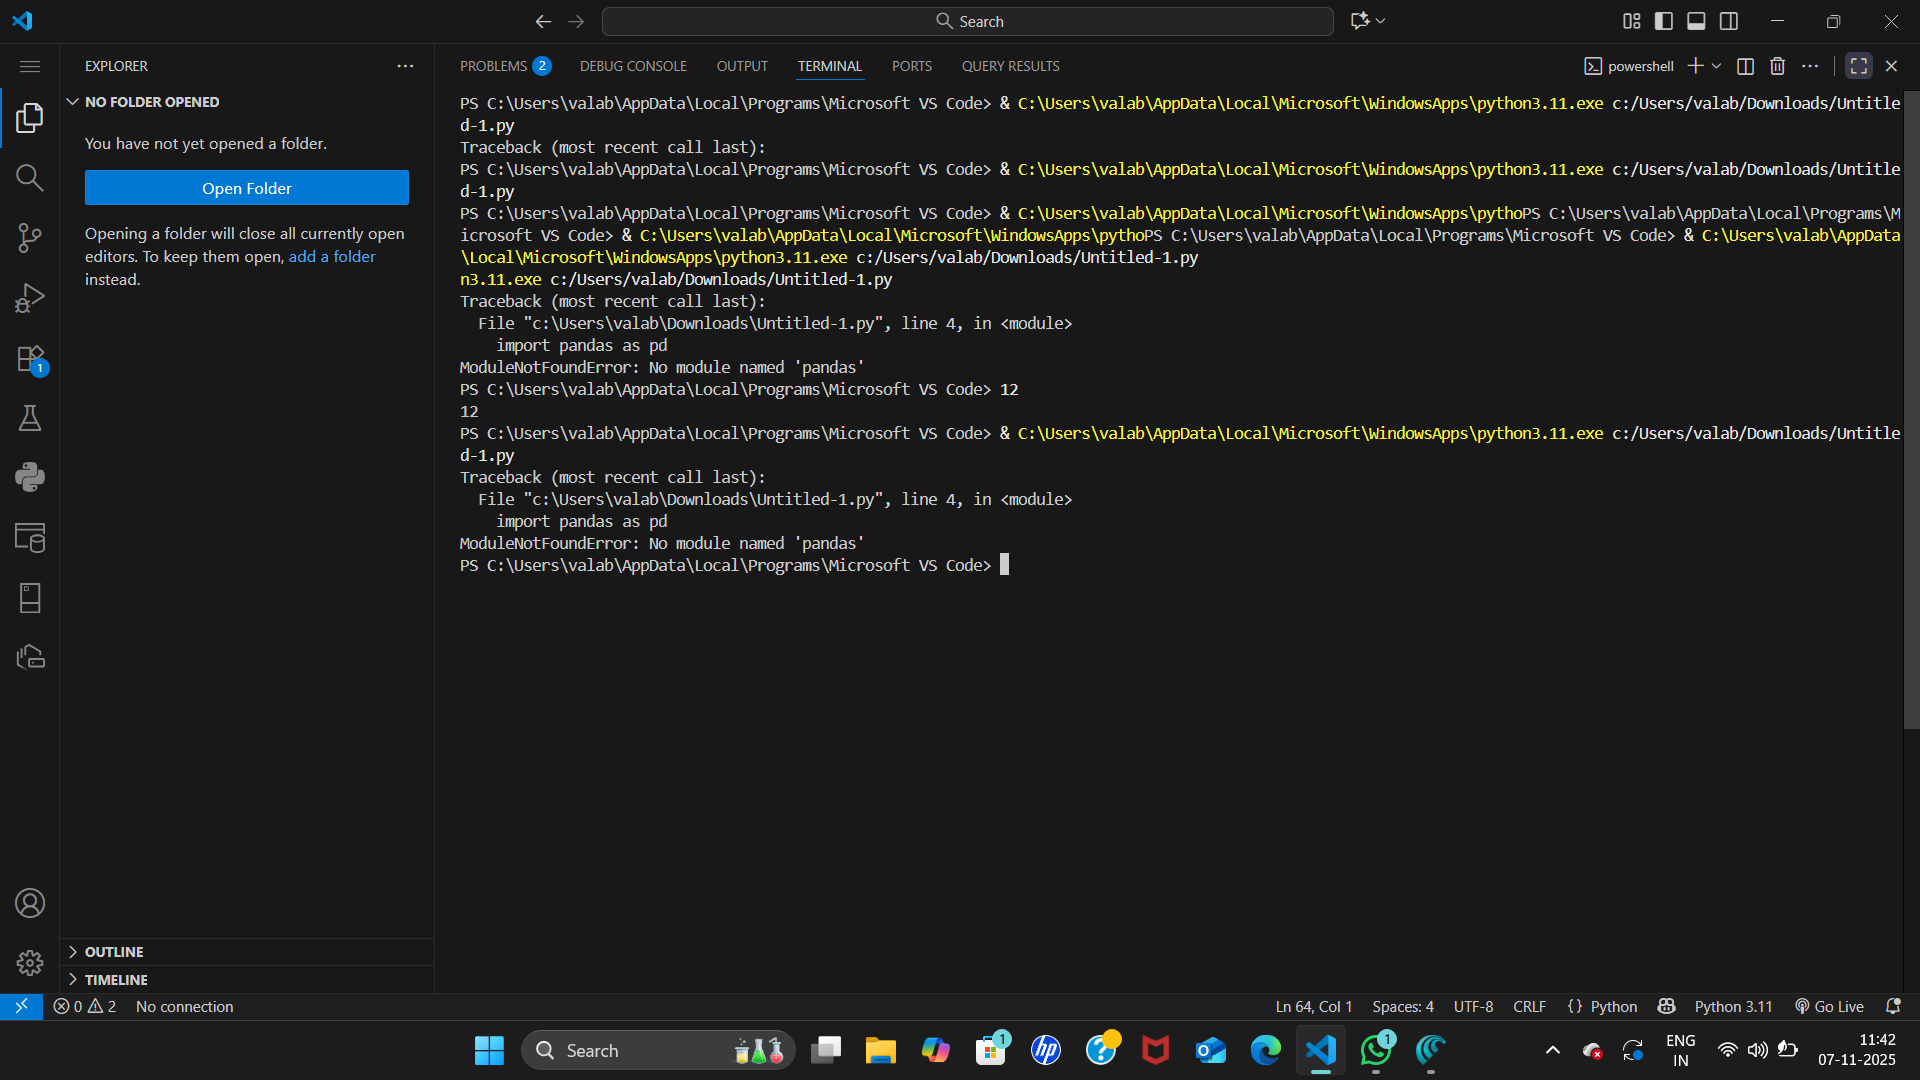 Search
EXPLORER
NO FOLDER OPENED
You have not yet opened a folder.
Open Folder
Opening a folder will close all currently open
editors. To keep them open, add a folder
instead.
OUTLINE
TIMELINE
1
PROBLEMS 2 DEBUG CONSOLE OUTPUT TERMINAL PORTS QUERY RESULTS
powershell
PS C:\Users\valab\AppData\Local\Programs\Microsoft VS Code> & C:\Users\valab\AppData\Local\Microsoft\WindowsApps\python3.11.exe c:/Users/valab/Downloads/Untitle
d-1.py
Traceback (most recent call last):
PS C:\Users\valab\AppData\Local\Programs\Microsoft VS Code> & C:\Users\valab\AppData\Local\Microsoft\WindowsApps\python3.11.exe c:/Users/valab/Downloads/Untitle
d-1.py
PS C:\Users\valab\AppData\Local\Programs\Microsoft VS Code> & C:\Users\valab\AppData\Local\Microsoft\WindowsApps\pythoPS C:\Users\valab\AppData\Local\Programs\M
icrosoft VS Code> & C:\Users\valab\AppData\Local\Microsoft\WindowsApps\pythoPS C:\Users\valab\AppData\Local\Programs\Microsoft VS Code> & C:\Users\valab\AppData
\Local\Microsoft\WindowsApps\python3.11.exe c:/Users/valab/Downloads/Untitled-1.py
n3.11.exe c:/Users/valab/Downloads/Untitled-1.py
Traceback (most recent call last):
  File "c:\Users\valab\Downloads\Untitled-1.py", line 4, in <module>
    import pandas as pd
ModuleNotFoundError: No module named 'pandas'
PS C:\Users\valab\AppData\Local\Programs\Microsoft VS Code> 12
12
PS C:\Users\valab\AppData\Local\Programs\Microsoft VS Code> & C:\Users\valab\AppData\Local\Microsoft\WindowsApps\python3.11.exe c:/Users/valab/Downloads/Untitle
d-1.py
Traceback (most recent call last):
  File "c:\Users\valab\Downloads\Untitled-1.py", line 4, in <module>
    import pandas as pd
ModuleNotFoundError: No module named 'pandas'
PS C:\Users\valab\AppData\Local\Programs\Microsoft VS Code>
0 2 No connection
Ln 64, Col 1 Spaces: 4 UTF-8 CRLF {} Python Python 3.11 Go Live
Search
1
hp
1
ENG
IN
11:42
07-11-2025